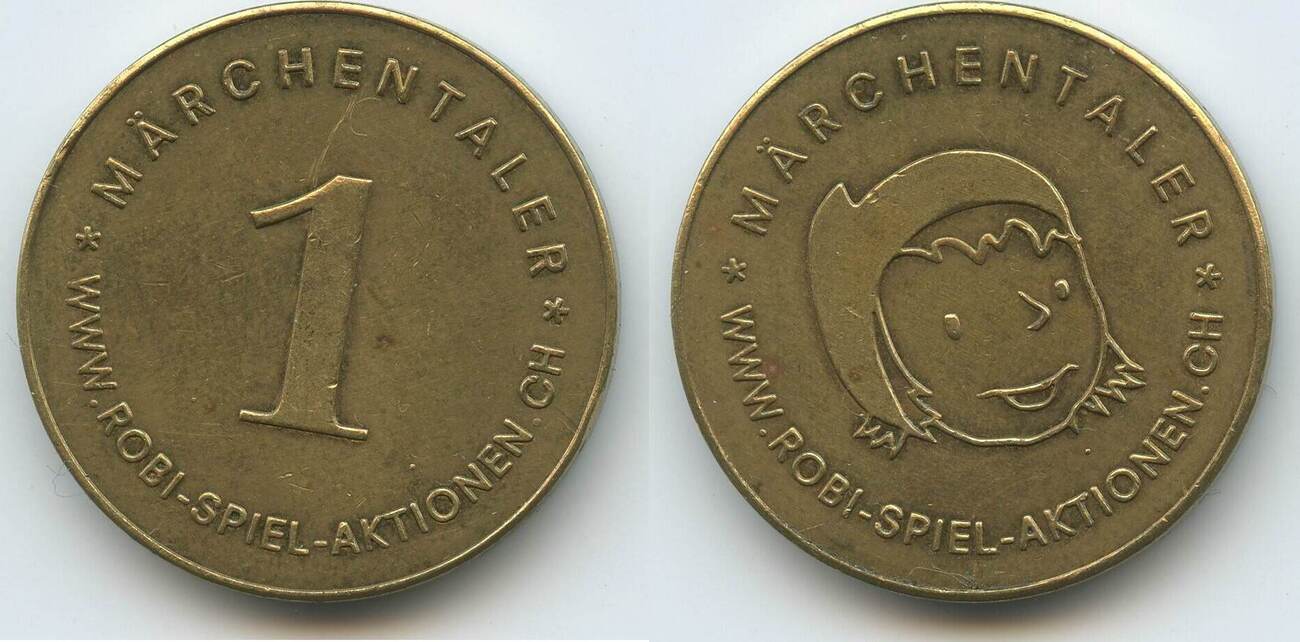 * MÄRCHENTALER *
1
WWW.ROBI-SPIEL-AKTIONEN.CH
* MÄRCHENTALER *
WWW.ROBI-SPIEL-AKTIONEN.CH